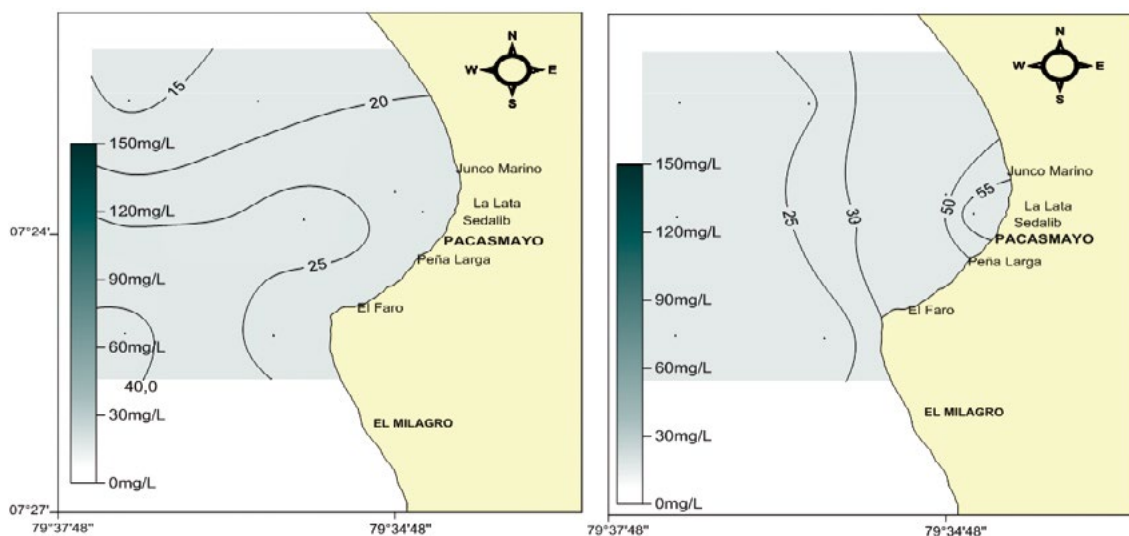 N
W E
S
15
20
150mg/L
Junco Marino
120mg/L
La Lata
Sedalib
07°24'
PACASMAYO
Peña Larga
25
90mg/L
El Faro
60mg/L
40,0
30mg/L
EL MILAGRO
0mg/L
07°27'
79°37'48"
79°34'48"
N
W E
S
150mg/L
Junco Marino
55
50
La Lata
25
30
Sedalib
120mg/L
PACASMAYO
Peña Larga
90mg/L
El Faro
60mg/L
EL MILAGRO
30mg/L
0mg/L
79°37'48"
79°34'48"